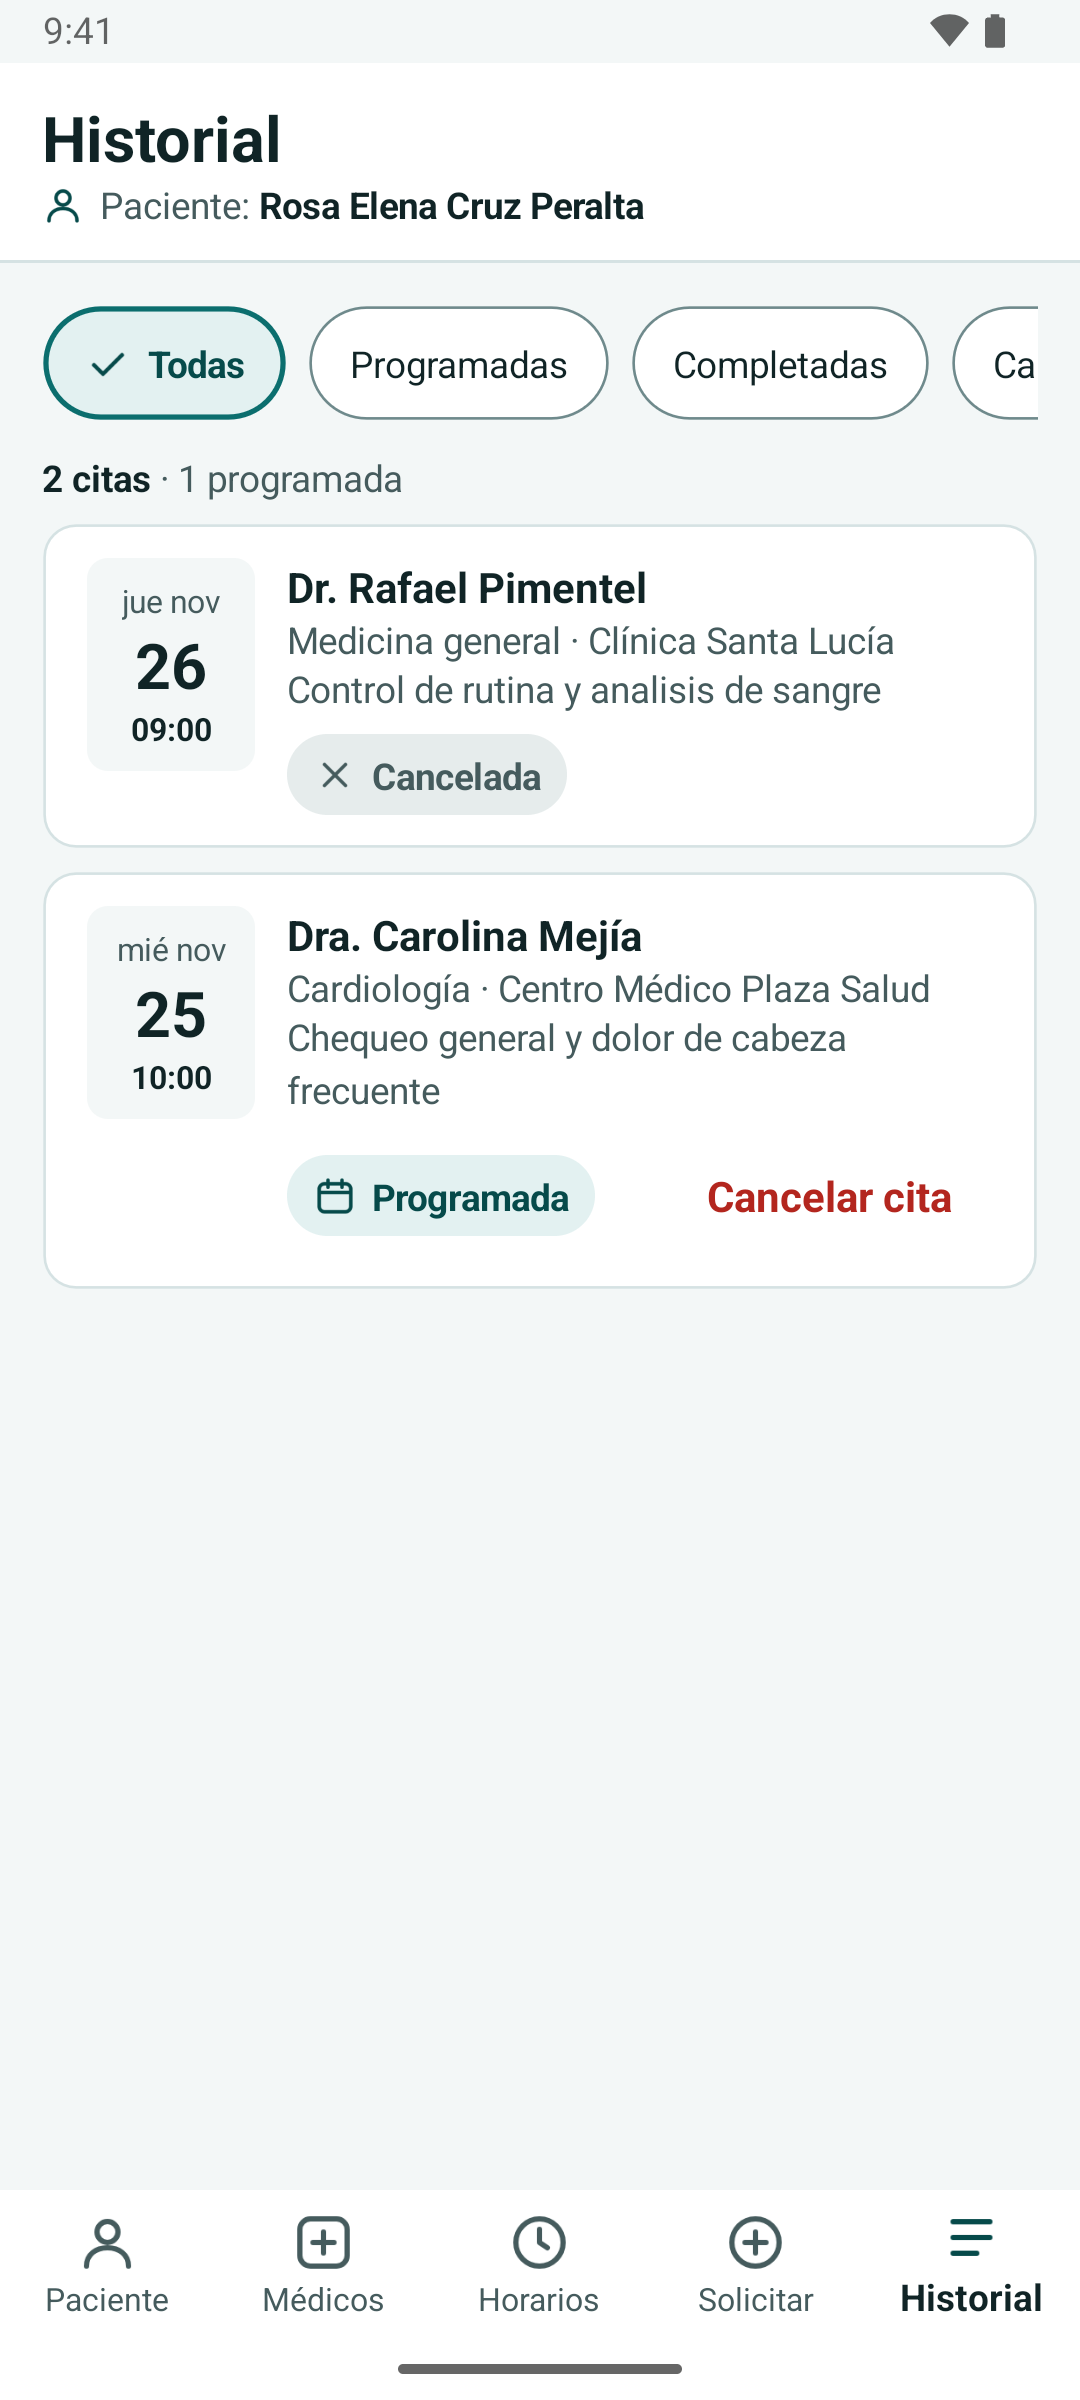 9:41
Historial
Paciente: Rosa Elena Cruz Peralta
Todas
Programadas
Completadas
Ca
2 citas · 1 programada
jue nov
26
09:00
Dr. Rafael Pimentel
Medicina general · Clínica Santa Lucía
Control de rutina y analisis de sangre
Cancelada
mié nov
25
10:00
Dra. Carolina Mejía
Cardiología · Centro Médico Plaza Salud
Chequeo general y dolor de cabeza
frecuente
Programada
Cancelar cita
Paciente
Médicos
Horarios
Solicitar
Historial